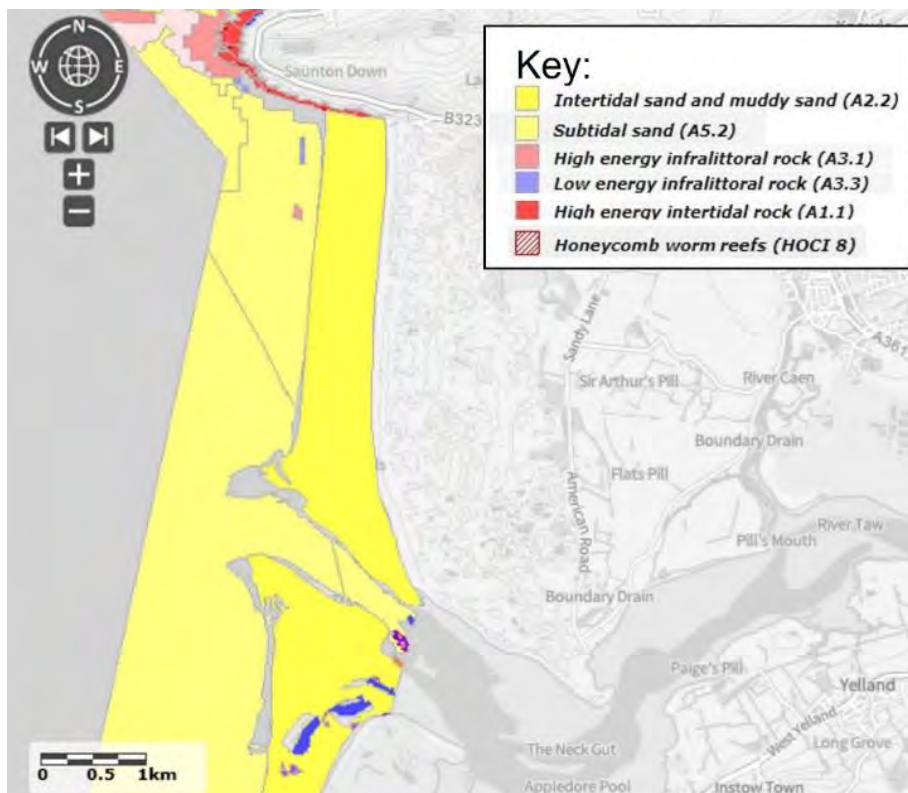 N
W
E
S
Saunton Down
B323
Key:
Intertidal sand and muddy sand (A2.2)
Subtidal sand (A5.2)
High energy infralittoral rock (A3.1)
Low energy infralittoral rock (A3.3)
High energy intertidal rock (A1.1)
Honeycomb worm reefs (HOCI 8)
Sandy Lane
A361
Sir Arthur's Pill
River Caen
Boundary Drain
Flats Pill
American Road
River Taw
Pill's Mouth
Boundary Drain
Paige's Pill
Yelland
West Yelland
Long Grove
The Neck Gut
Instow Town
Appledore Pool
0 0.5 1km